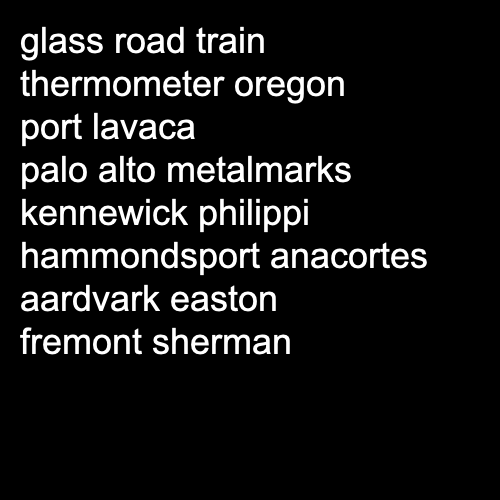 glass road train
thermometer oregon
port lavaca
palo alto metalmarks
kennewick philippi
hammondsport anacortes
aardvark easton
fremont sherman